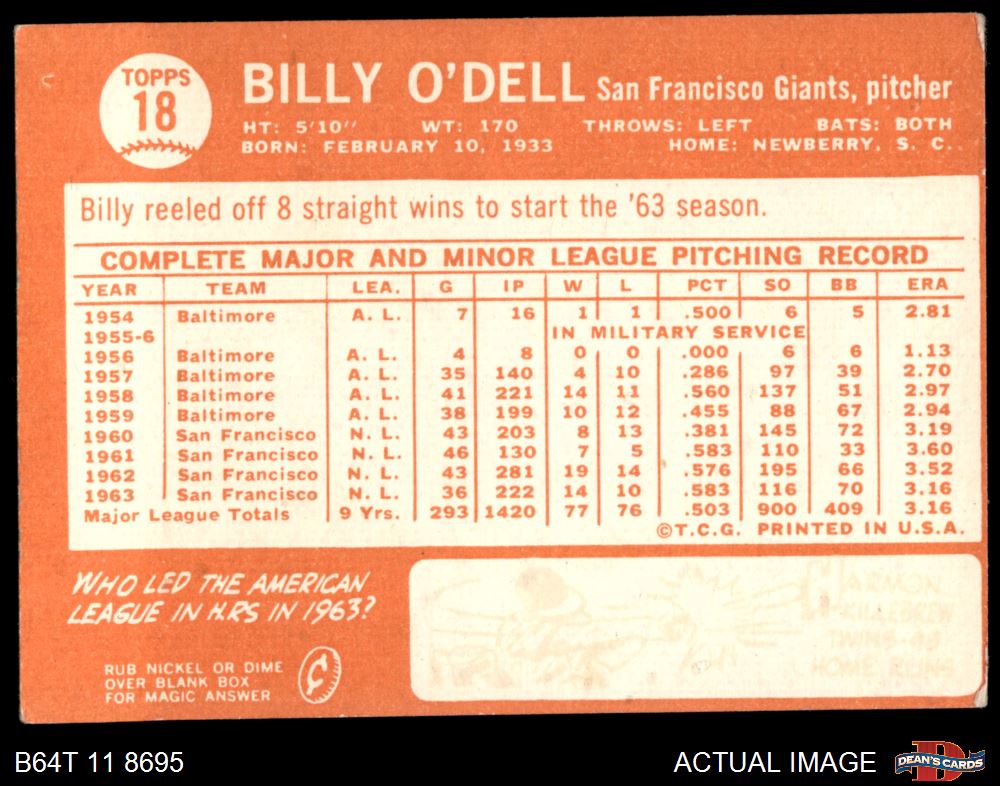 TOPPS
18
BILLY O'DELL San Francisco Giants, pitcher
HT: 5'10" WT: 170 THROWS: LEFT BATS: BOTH
BORN: FEBRUARY 10, 1933 HOME: NEWBERRY, S. C.
Billy reeled off 8 straight wins to start the '63 season.
COMPLETE MAJOR AND MINOR LEAGUE PITCHING RECORD
YEAR TEAM LEA. G IP W L PCT SO BB ERA
1954 Baltimore A. L. 7 16 1 1 .500 6 5 2.81
1955-6 IN MILITARY SERVICE
1956 Baltimore A. L. 4 8 0 0 .000 6 6 1.13
1957 Baltimore A. L. 35 140 4 10 .286 97 39 2.70
1958 Baltimore A. L. 41 221 14 11 .560 137 51 2.97
1959 Baltimore A. L. 38 199 10 12 .455 88 67 2.94
1960 San Francisco N. L. 43 203 8 13 .381 145 72 3.19
1961 San Francisco N. L. 46 130 7 5 .583 110 33 3.60
1962 San Francisco N. L. 43 281 19 14 .576 195 66 3.52
1963 San Francisco N. L. 36 222 14 10 .583 116 70 3.16
Major League Totals 9 Yrs. 293 1420 77 76 .503 900 409 3.16
©T.C.G. PRINTED IN U.S.A.
WHO LED THE AMERICAN
LEAGUE IN H.R'S IN 1963?
RUB NICKEL OR DIME
OVER BLANK BOX
FOR MAGIC ANSWER
¢
HARMON
KILLEBREW
TWINS
HOME RUNS
B64T 11 8695 ACTUAL IMAGE
DEAN'S CARDS